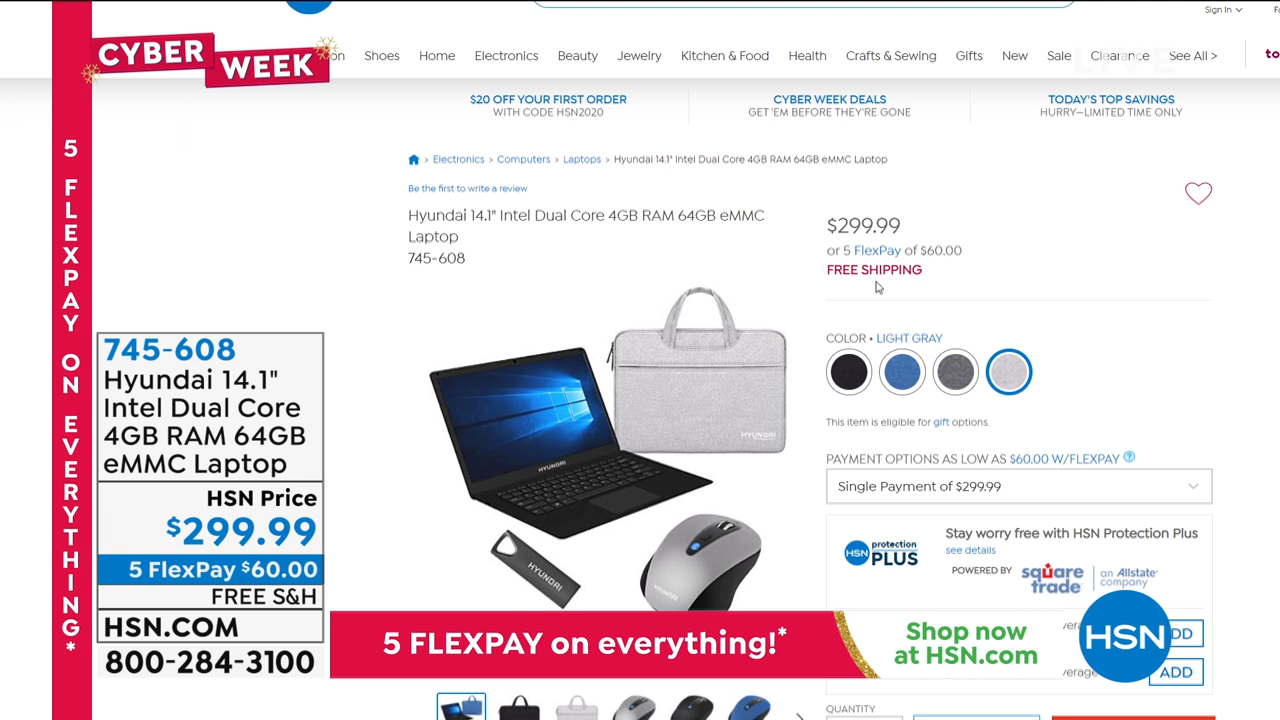 Sign In
CYBER
WEEK
on
Shoes
Home
Electronics
Beauty
Jewelry
Kitchen & Food
Health
Crafts & Sewing
Gifts
New
Sale
Clearance
See All >
to
LIVE
$20 OFF YOUR FIRST ORDER
WITH CODE HSN2020
CYBER WEEK DEALS
GET 'EM BEFORE THEY'RE GONE
TODAY'S TOP SAVINGS
HURRY—LIMITED TIME ONLY
5 FLEXPAY ON EVERYTHING*
> Electronics > Computers > Laptops > Hyundai 14.1" Intel Dual Core 4GB RAM 64GB eMMC Laptop
Be the first to write a review
Hyundai 14.1" Intel Dual Core 4GB RAM 64GB eMMC
Laptop
745-608
$299.99
or 5 FlexPay of $60.00
FREE SHIPPING
COLOR • LIGHT GRAY
This item is eligible for gift options.
PAYMENT OPTIONS AS LOW AS $60.00 W/FLEXPAY ?
Single Payment of $299.99
HSN protection PLUS
Stay worry free with HSN Protection Plus
see details
POWERED BY
square trade
an Allstate company
ADD
verage
ADD
QUANTITY
HYUNDAI
HYUNDAI
HYUNDAI
HYUNDAI
745-608
Hyundai 14.1"
Intel Dual Core
4GB RAM 64GB
eMMC Laptop
HSN Price
$299.99
5 FlexPay $60.00
FREE S&H
HSN.COM
800-284-3100
5 FLEXPAY on everything!*
Shop now
at HSN.com
HSN